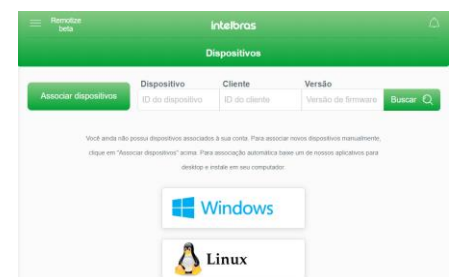 Remotize
beta
intelbras
Dispositivos
Associar dispositivos
Dispositivo
Cliente
Versão
ID do dispositivo
ID do cliente
Versão de firmware
Buscar
Você ainda não possui dispositivos associados à sua conta. Para associar novos dispositivos manualmente,
clique em "Associar dispositivos" acima. Para associação automática baixe um de nossos aplicativos para
desktop e instale em seu computador.
Windows
Linux